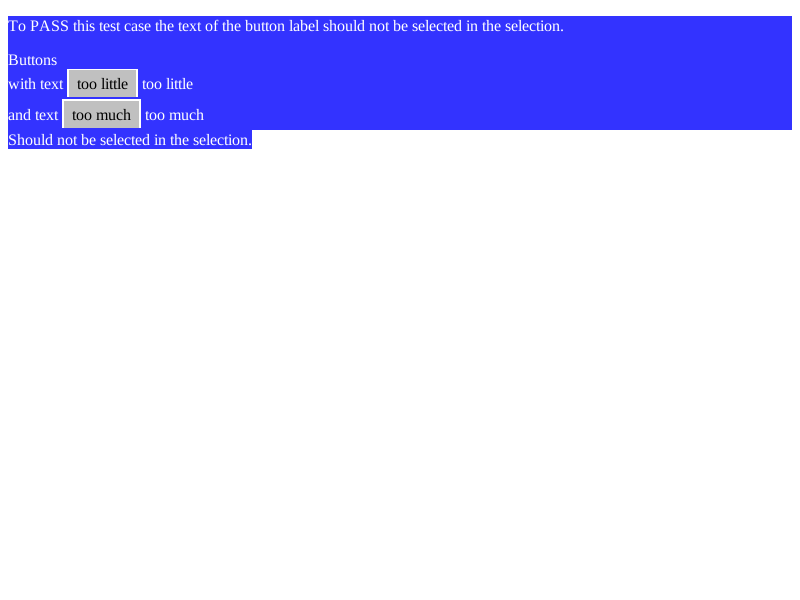 To PASS this test case the text of the button label should not be selected in the selection.
Buttons
with text too little too little
and text too much too much
Should not be selected in the selection.